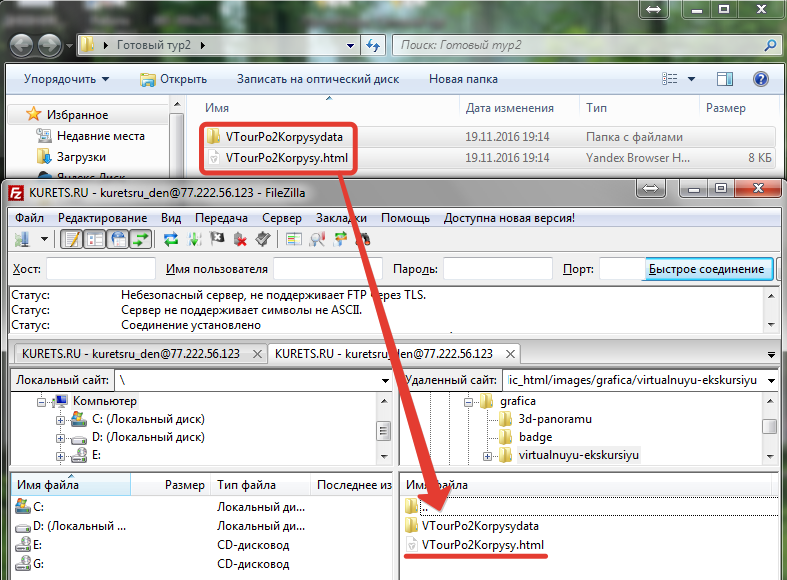 Готовый тур2
Поиск: Готовый тур2
Упорядочить Открыть Записать на оптический диск Новая папка
Избранное
Имя Дата изменения Тип Размер
Недавние места
VTourPo2Korpysydata 19.11.2016 19:14 Папка с файлами
Загрузки
VTourPo2Korpysy.html 19.11.2016 19:14 Yandex Browser H... 8 КБ
Яндекс.Диск
KURETS.RU - kuretsru_den@77.222.56.123 - FileZilla
Файл Редактирование Вид Передача Сервер Закладки Помощь Доступна новая версия!
Хост: Имя пользователя Пароль: Порт: Быстрое соединение
Статус: Небезопасный сервер, не поддерживает FTP через TLS.
Статус: Сервер не поддерживает символы не ASCII.
Статус: Соединение установлено
KURETS.RU - kuretsru_den@77.222.56.123 KURETS.RU - kuretsru_den@77.222.56.123
Локальный сайт: \ Удаленный сайт: ic_html/images/grafica/virtualnuyu-ekskursiyu
Компьютер
C: (Локальный диск)
D: (Локальный диск)
E:
grafica
3d-panoramu
badge
virtualnuyu-ekskursiyu
Имя файла Размер Тип файла Последнее из
C: Локальный ди...
D: (Локальный ... Локальный ди...
E: CD-дисковод
G: CD-дисковод
Имя файла
..
VTourPo2Korpysydata
VTourPo2Korpysy.html